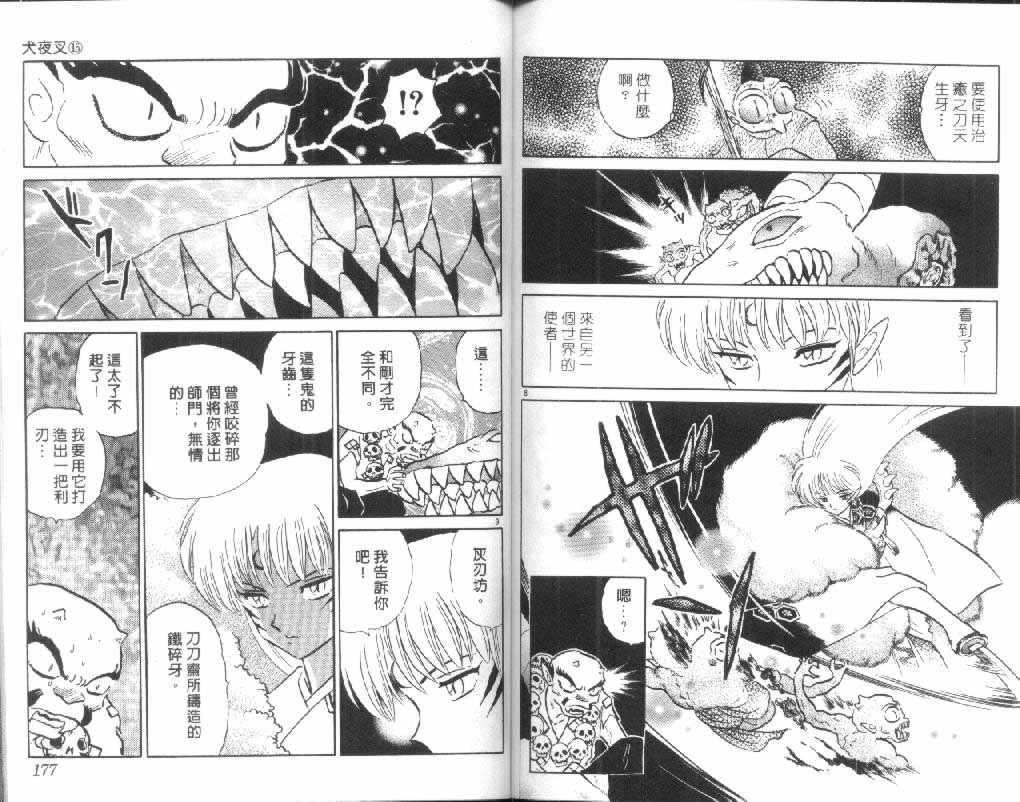 要使用治
癒之刀天
生牙…
做什麼
啊？
看到了—
來自另一
個世界的
使者——
8
嗯…？
犬夜叉⑮
!?
ドクン
這……
和剛才完
全不同。
9
這隻鬼的
牙齒…
曾經咬碎那
個將你逐出
師門，無情
的…
刀刀齋所鑄造的
鐵碎牙。
灰刃坊。
我告訴你
吧！
這太了不
起了—
我要用它打
造出一把利
刃…
177